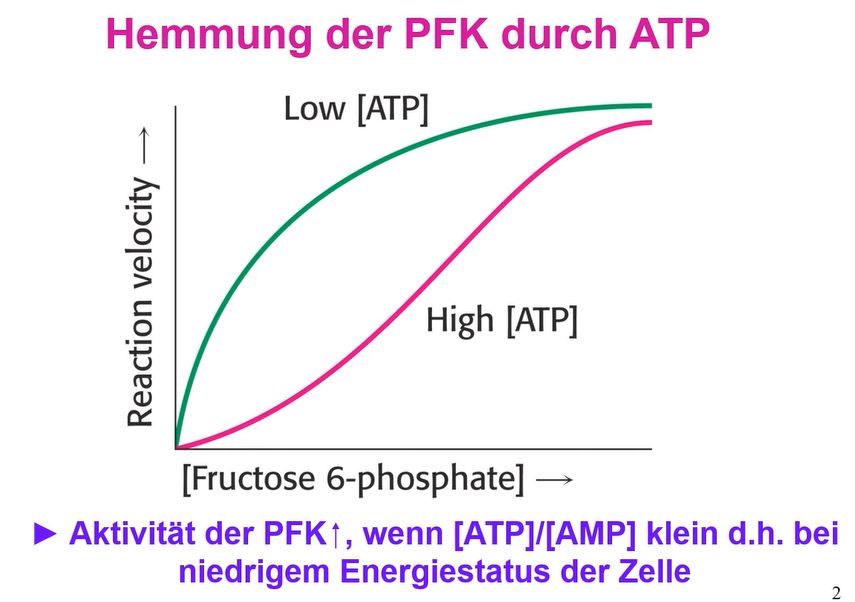 Hemmung der PFK durch ATP
Low [ATP]
Reaction velocity →
High [ATP]
[Fructose 6-phosphate] →
► Aktivität der PFK↑, wenn [ATP]/[AMP] klein d.h. bei
niedrigem Energiestatus der Zelle
2